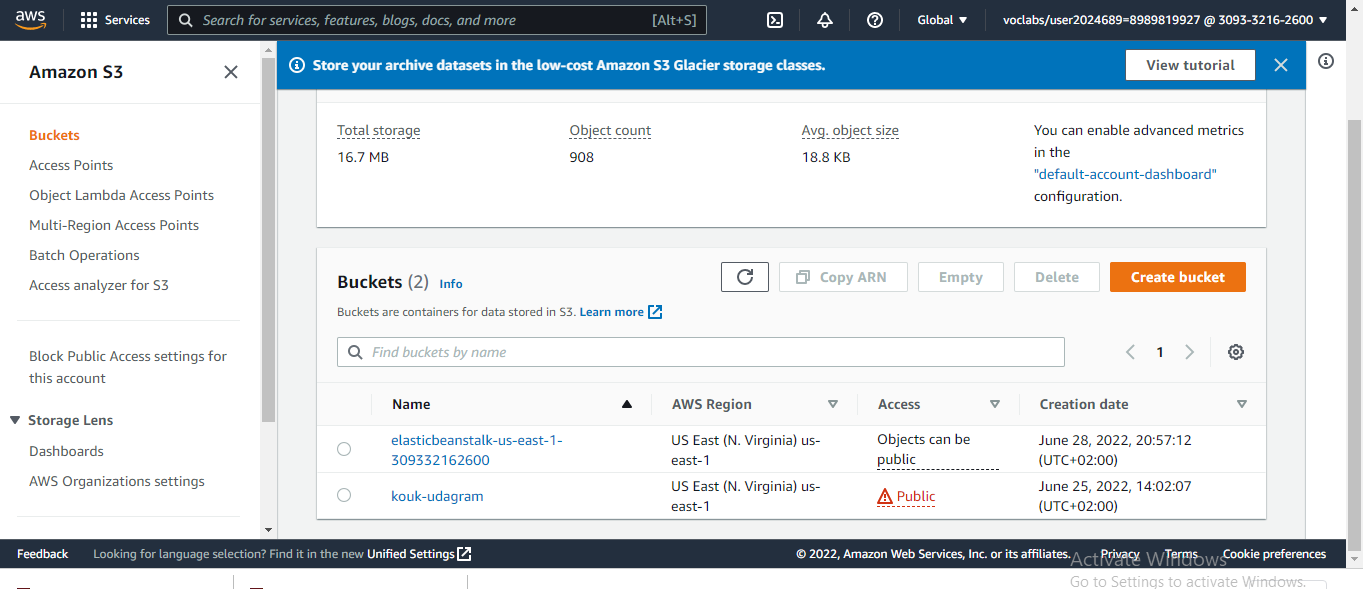 aws
Services
Search for services, features, blogs, docs, and more [Alt+S]
Global
voclabs/user2024689=8989819927 @ 3093-3216-2600
Amazon S3
Buckets
Access Points
Object Lambda Access Points
Multi-Region Access Points
Batch Operations
Access analyzer for S3
Block Public Access settings for
this account
Storage Lens
Dashboards
AWS Organizations settings
Store your archive datasets in the low-cost Amazon S3 Glacier storage classes.
View tutorial
Total storage
16.7 MB
Object count
908
Avg. object size
18.8 KB
You can enable advanced metrics
in the
"default-account-dashboard"
configuration.
Buckets (2) Info
Copy ARN
Empty
Delete
Create bucket
Buckets are containers for data stored in S3. Learn more
Find buckets by name
1
Name AWS Region Access Creation date
elasticbeanstalk-us-east-1-
309332162600
US East (N. Virginia) us-
east-1
Objects can be
public
June 28, 2022, 20:57:12
(UTC+02:00)
kouk-udagram
US East (N. Virginia) us-
east-1
Public
June 25, 2022, 14:02:07
(UTC+02:00)
Feedback
Looking for language selection? Find it in the new Unified Settings
© 2022, Amazon Web Services, Inc. or its affiliates.
Privacy
Terms
Cookie preferences
Activate Windows
Go to Settings to activate Windows.